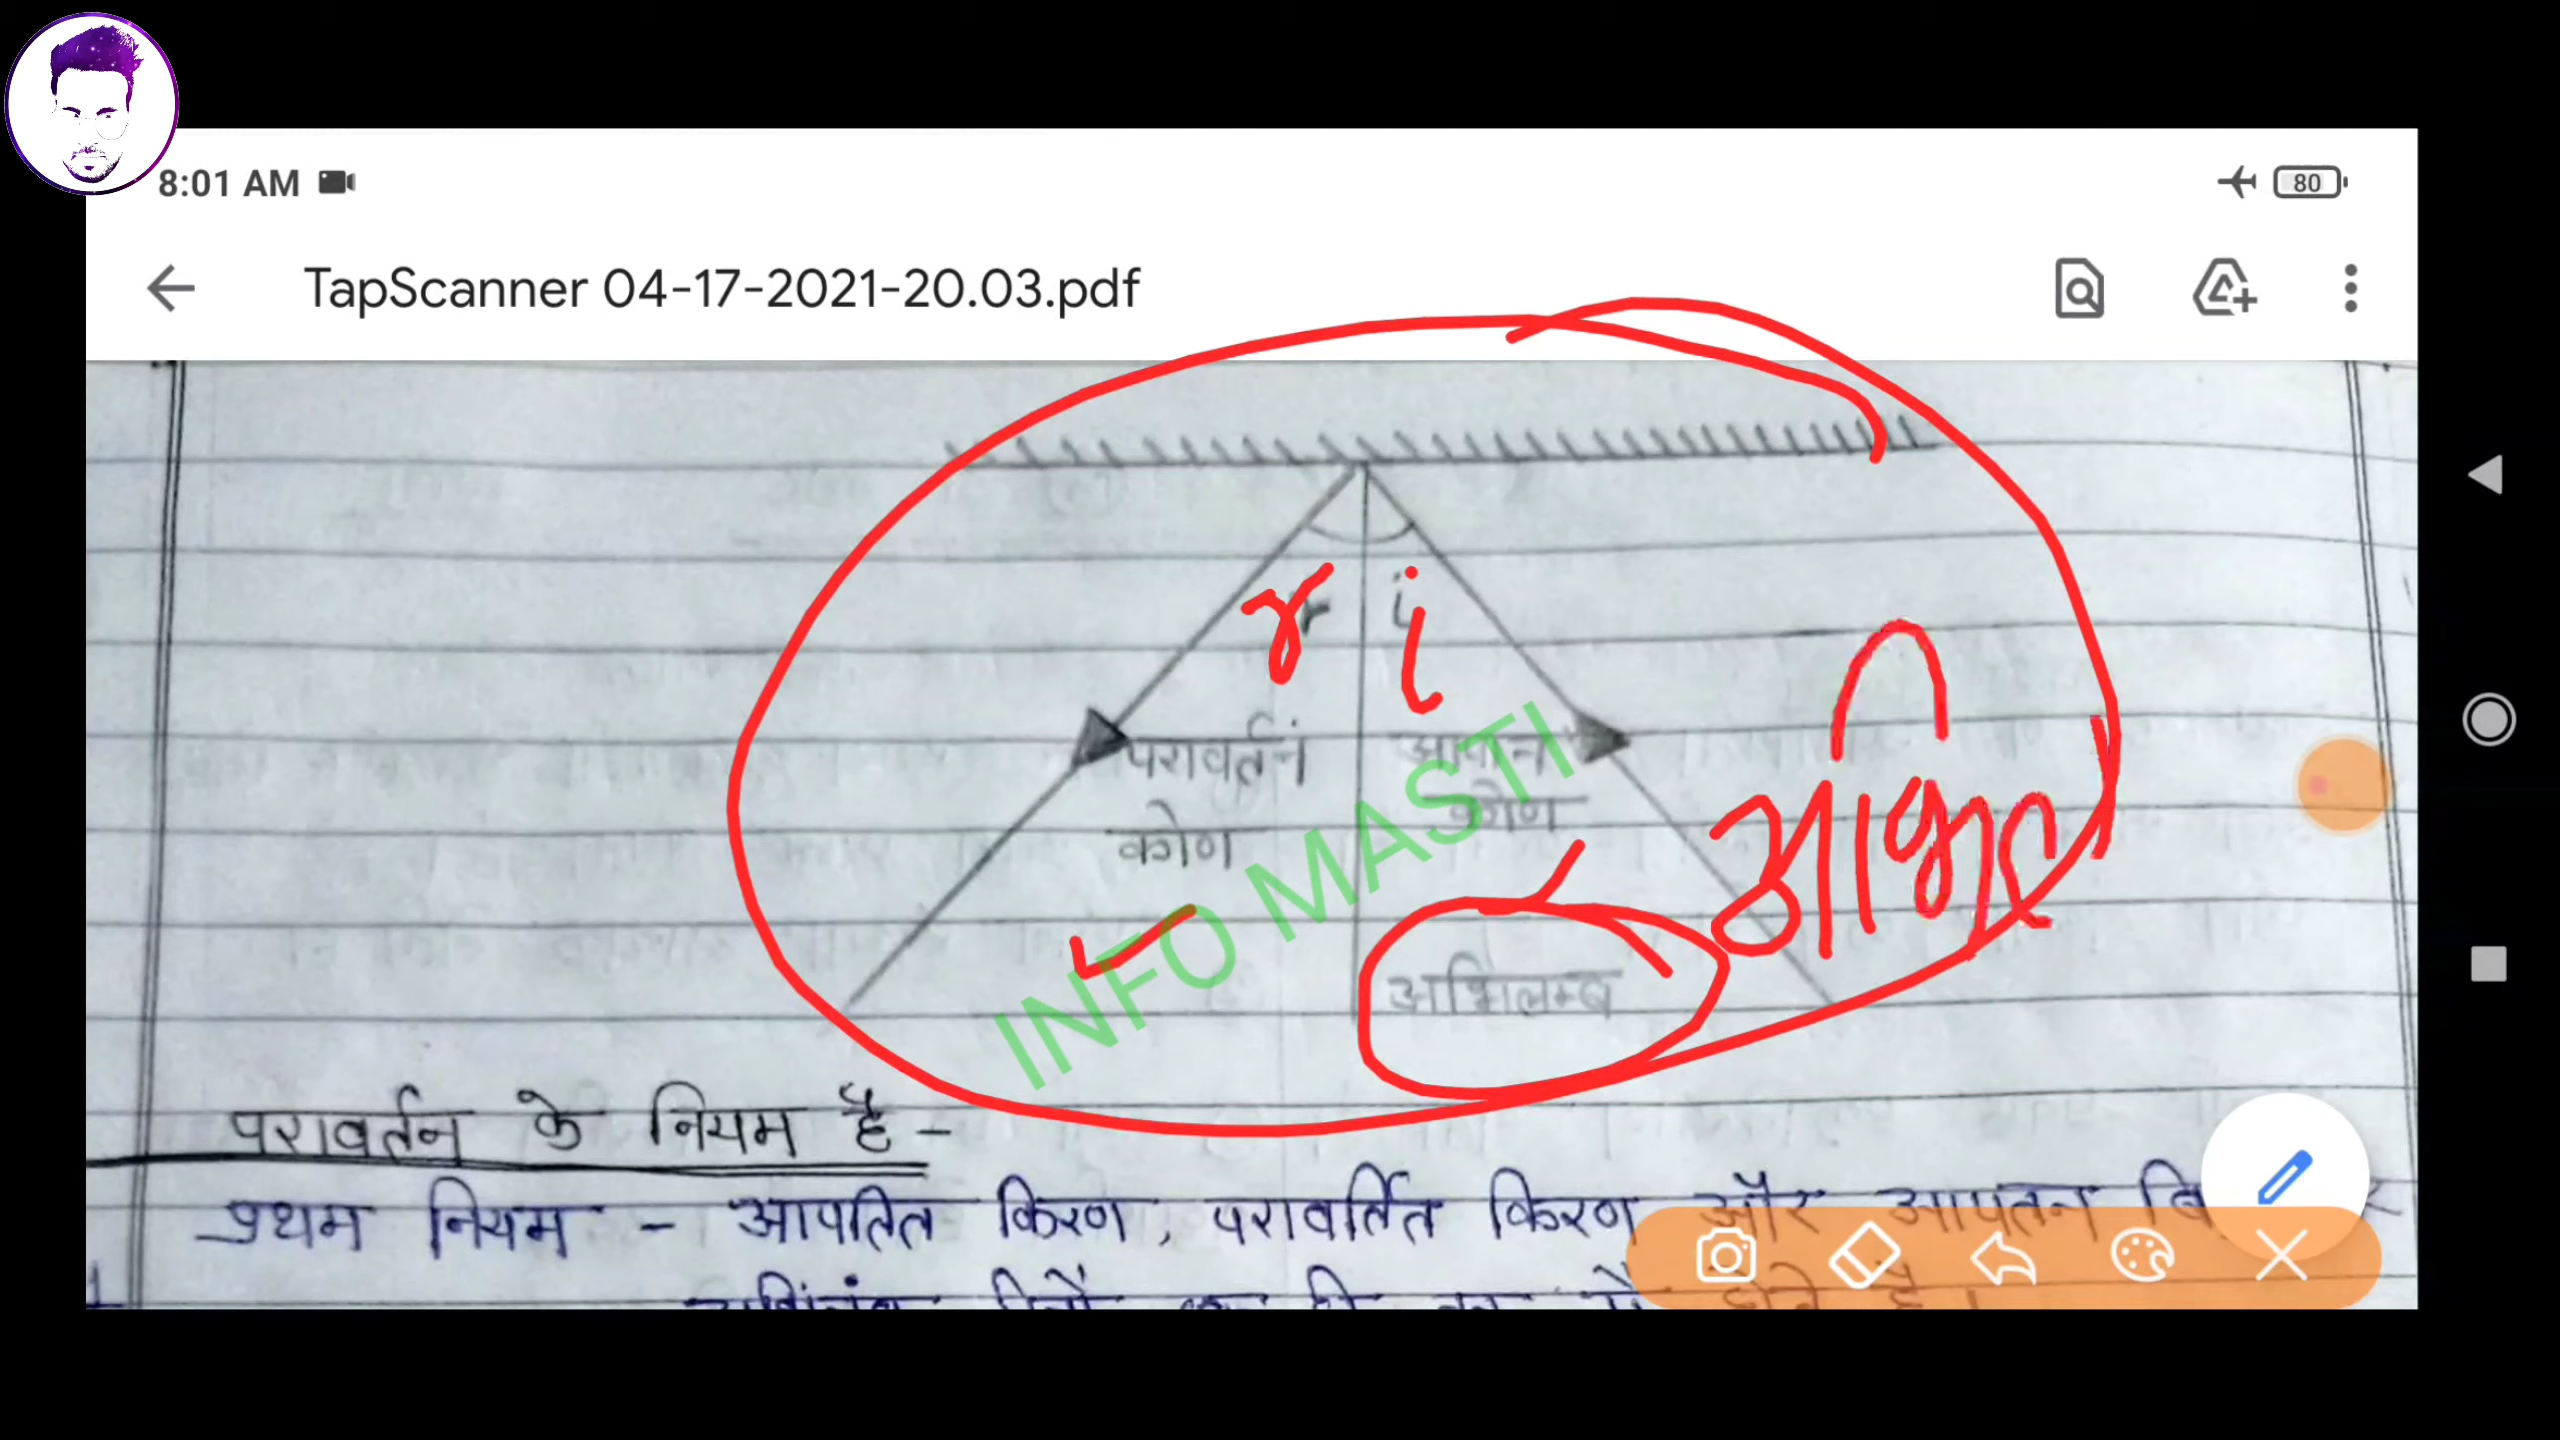 8:01 AM
80
TapScanner 04-17-2021-20.03.pdf
r i
r i
परावर्तन आपतन
कोण कोण
अभिलम्ब
INFO MASTI
परावर्तन के नियम है -
प्रथम नियम - आपतित किरण, परावर्तित किरण और आपतन